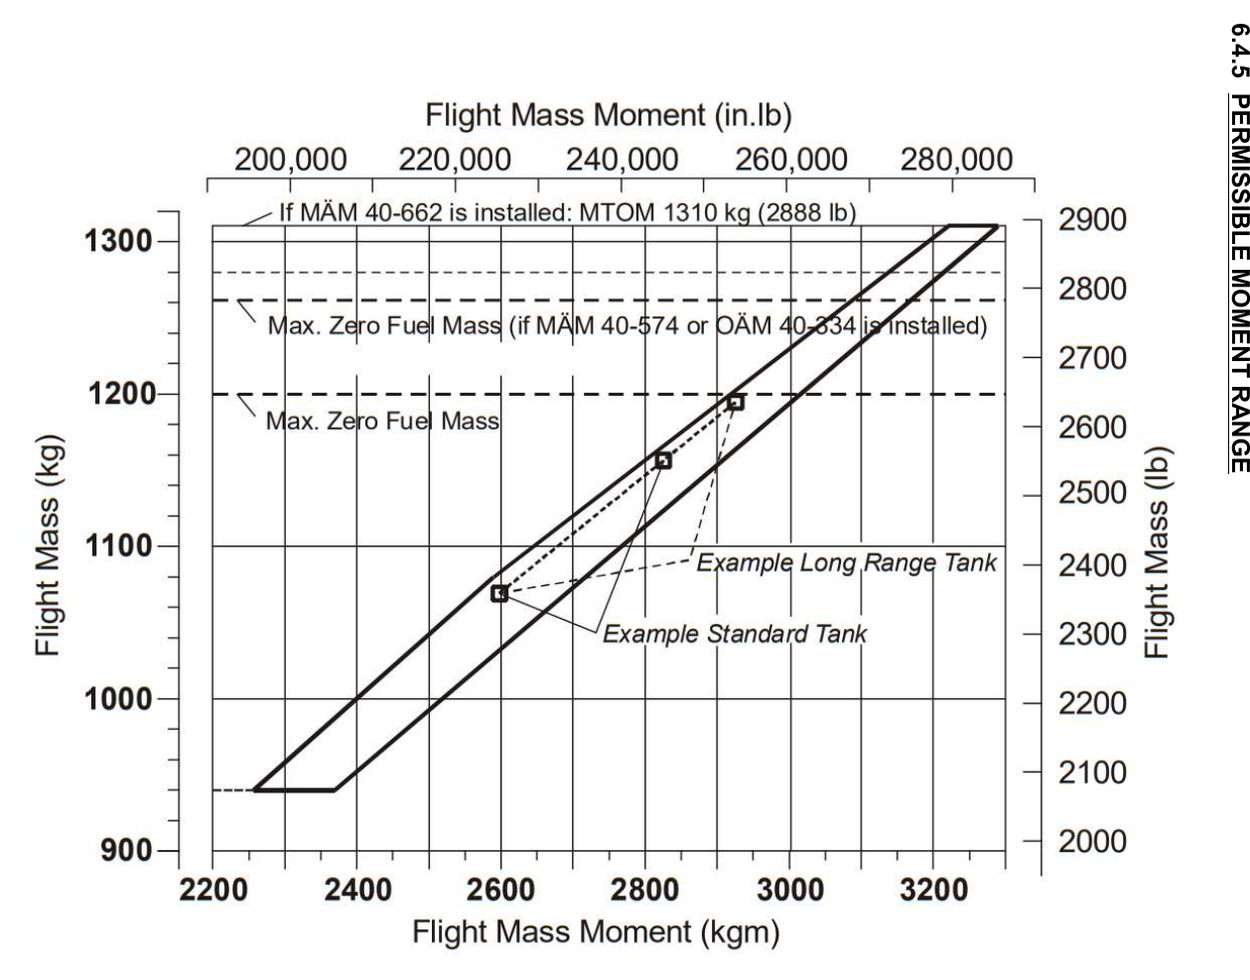 6.4.5 PERMISSIBLE MOMENT RANGE
Flight Mass Moment (in.lb)
200,000 220,000 240,000 260,000 280,000
If MÄM 40-662 is installed: MTOM 1310 kg (2888 lb)
Max. Zero Fuel Mass (if MÄM 40-574 or OÄM 40-334 is installed)
Max. Zero Fuel Mass
Example Long Range Tank
Example Standard Tank
Flight Mass (kg)
1300
1200
1100
1000
900
Flight Mass (lb)
2900
2800
2700
2600
2500
2400
2300
2200
2100
2000
2200 2400 2600 2800 3000 3200
Flight Mass Moment (kgm)